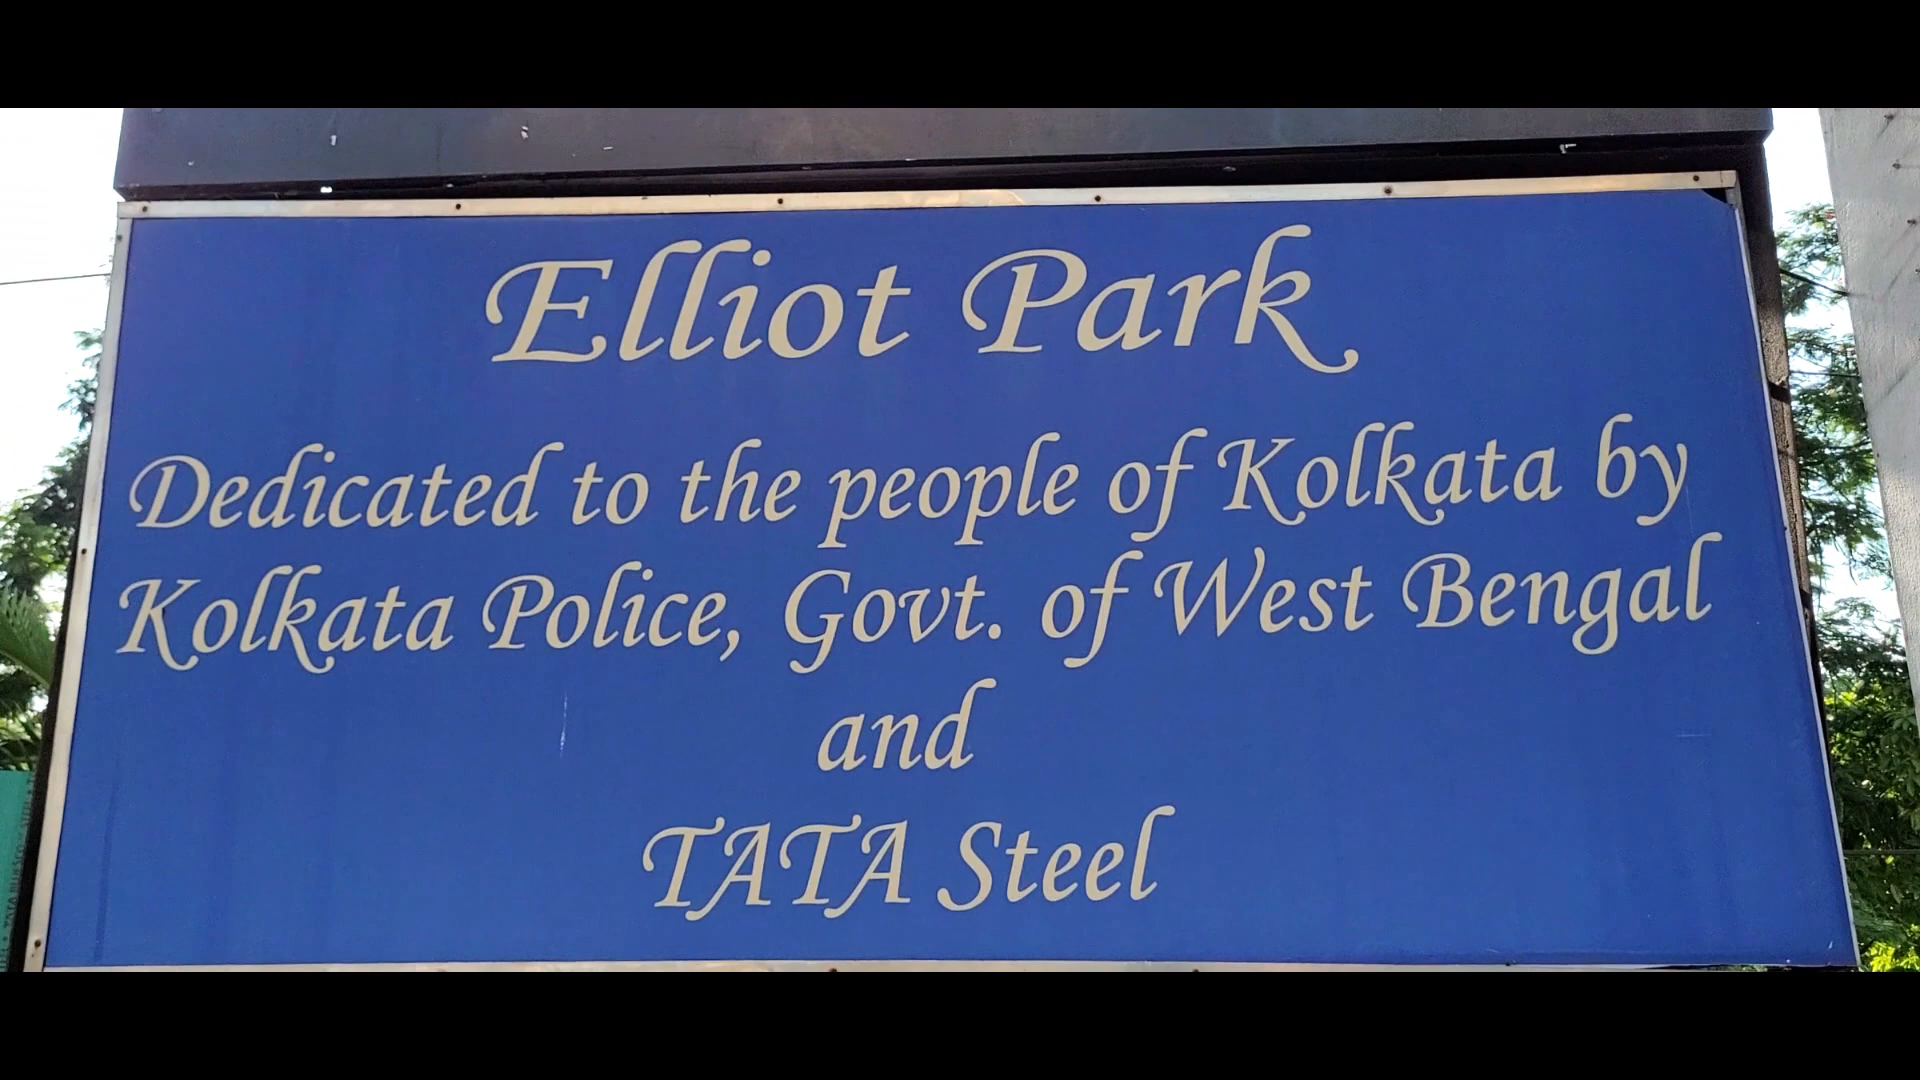 Elliot Park
Dedicated to the people of Kolkata by
Kolkata Police, Govt. of West Bengal
and
TATA Steel